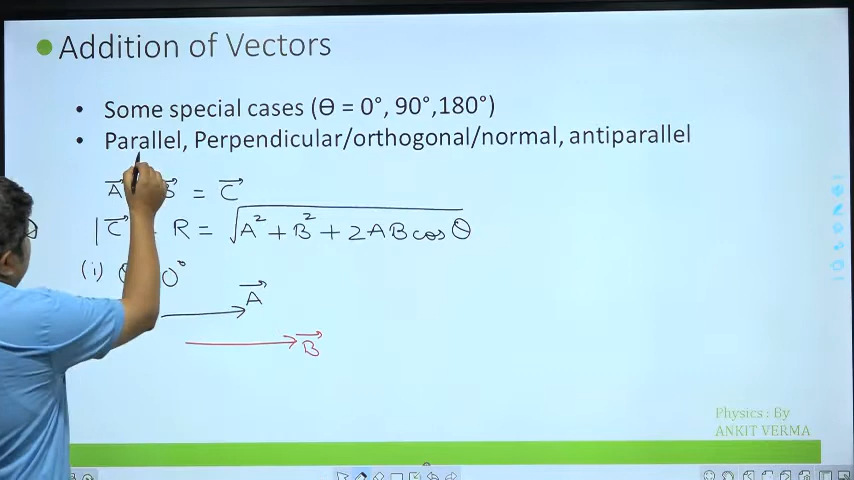 Addition of Vectors
• Some special cases (Ө = 0°, 90°,180°)
• Parallel, Perpendicular/orthogonal/normal, antiparallel
A⃗ B⃗ = C⃗
|C⃗ R = √A² + B² + 2AB cos θ
(i) 0°
A⃗
B⃗
Physics : By
ANKIT VERMA